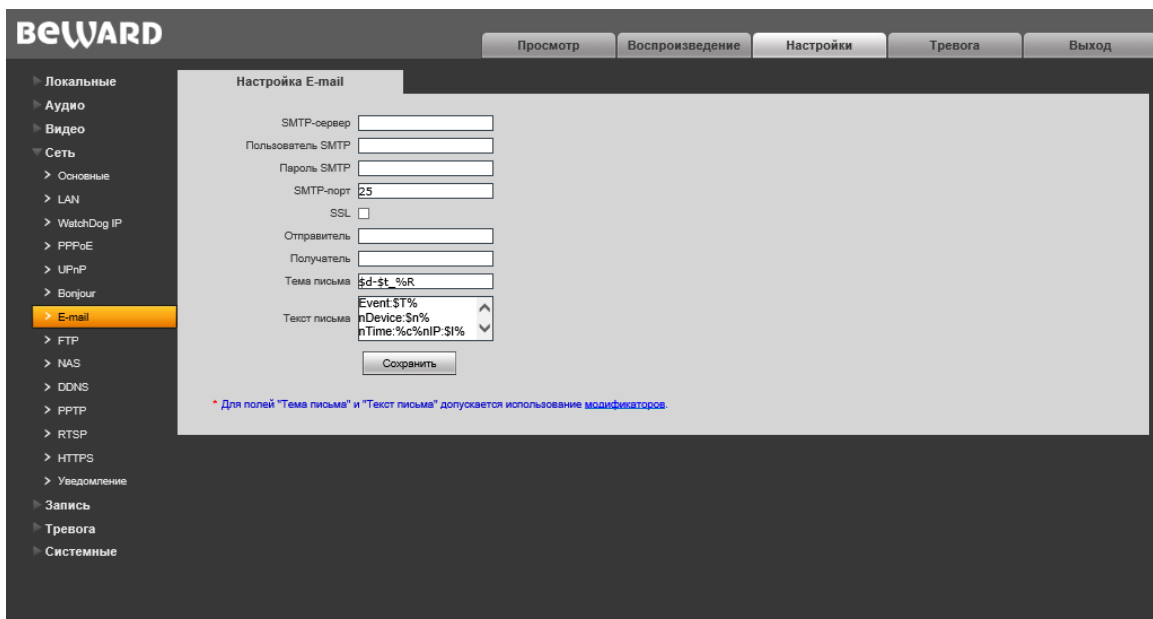 BEWARD
Просмотр
Воспроизведение
Настройки
Тревога
Выход
Локальные
Аудио
Видео
Сеть
Основные
LAN
WatchDog IP
PPPoE
UPnP
Bonjour
E-mail
FTP
NAS
DDNS
PPTP
RTSP
HTTPS
Уведомление
Запись
Тревога
Системные
Настройка E-mail
SMTP-сервер
Пользователь SMTP
Пароль SMTP
SMTP-порт 25
SSL
Отправитель
Получатель
Тема письма $d-$t_%R
Текст письма
Event:$T%
nDevice:$n%
nTime:%c%nIP:$I%
Сохранить
* Для полей "Тема письма" и "Текст письма" допускается использование модификаторов.